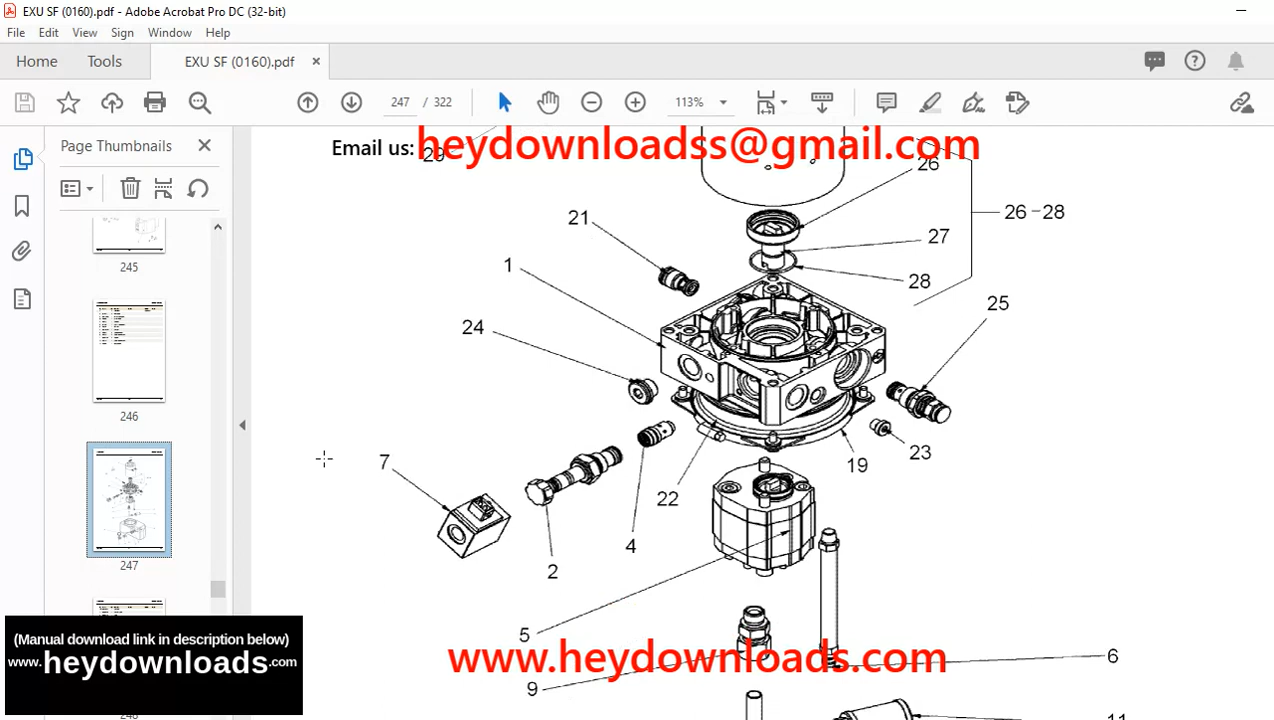 EXU SF (0160).pdf - Adobe Acrobat Pro DC (32-bit)
File Edit View Sign Window Help
Home Tools EXU SF (0160).pdf ×
247 / 322 113%
Page Thumbnails
Email us: heydownloadss@gmail.com
29
26
21
26 - 28
27
1
28
25
24
7
23
19
22
4
2
5
www.heydownloads.com
6
9
11
245
246
247
(Manual download link in description below)
www.heydownloads.com